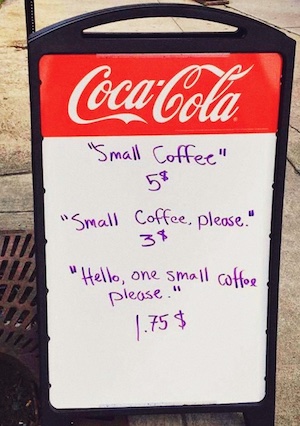 Coca-Cola
"Small Coffee"
5$
"Small Coffee, please."
3$
"Hello, one small coffee
please."
1.75 $